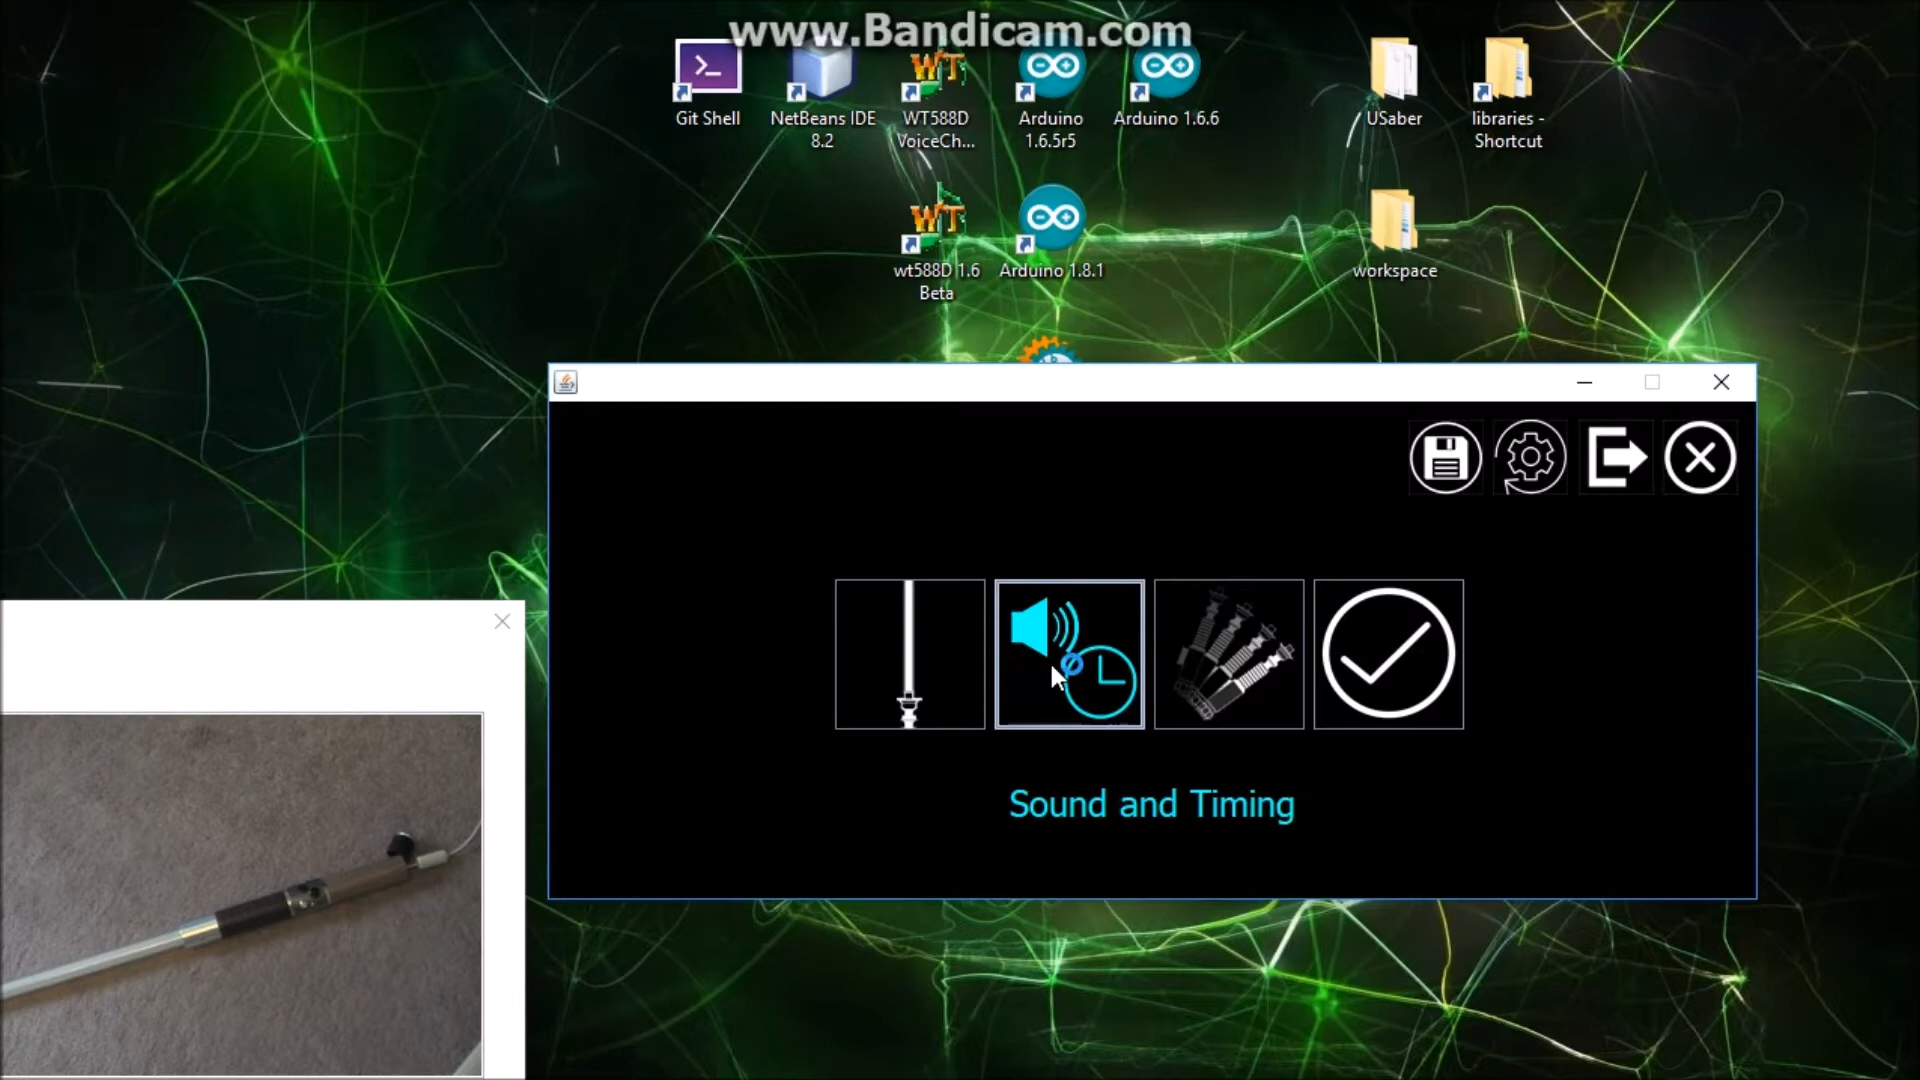 www.Bandicam.com
Git Shell
NetBeans IDE
8.2
WT588D
VoiceCh...
Arduino
1.6.5r5
Arduino 1.6.6
USaber
libraries -
Shortcut
wt588D 1.6
Beta
Arduino 1.8.1
workspace
Sound and Timing